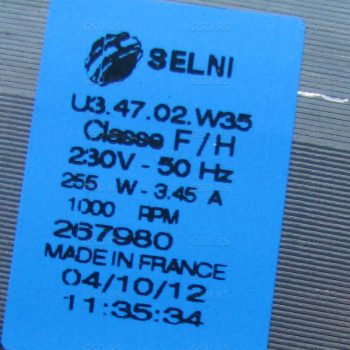 SELNI
U3.47.02.W35
Classe F/H
230V - 50 Hz
255 W - 3.45 A
1000 RPM
267980
MADE IN FRANCE
04/10/12
11:35:34